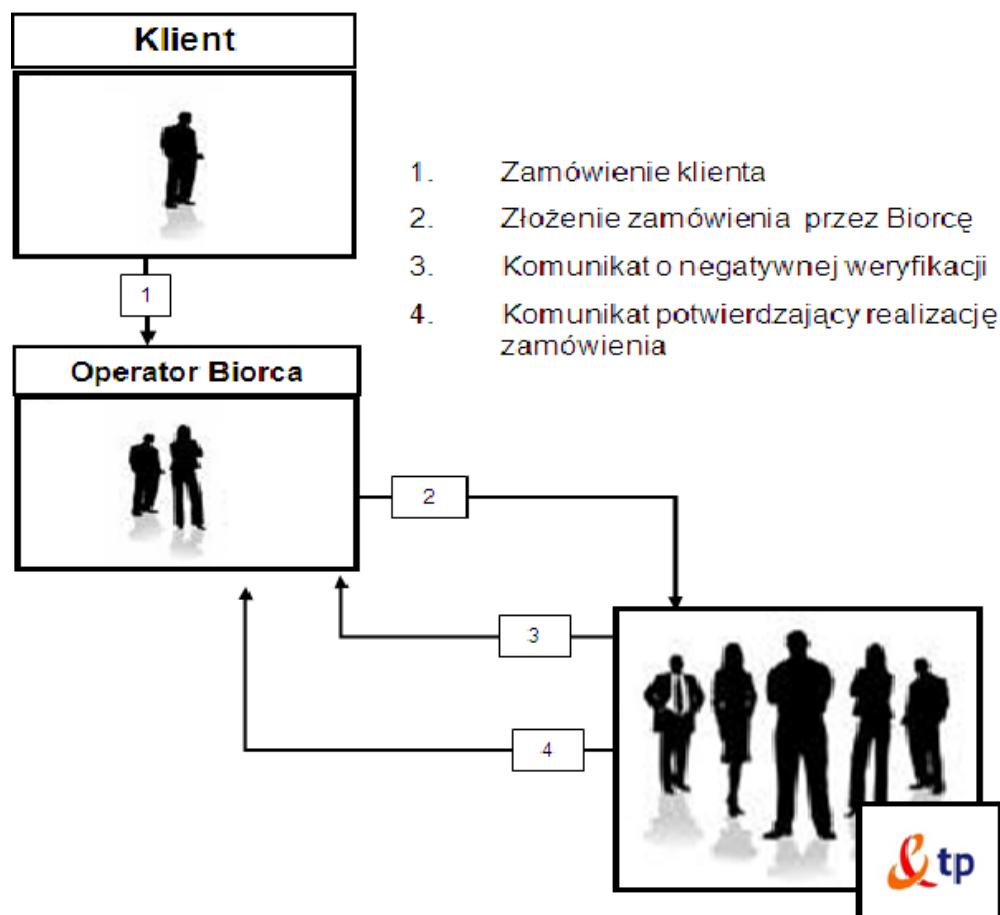 Klient
1. Zamówienie klienta
2. Złożenie zamówienia przez Biorcę
3. Komunikat o negatywnej weryfikacji
4. Komunikat potwierdzający realizację
zamówienia
1
Operator Biorca
2
3
4
tp